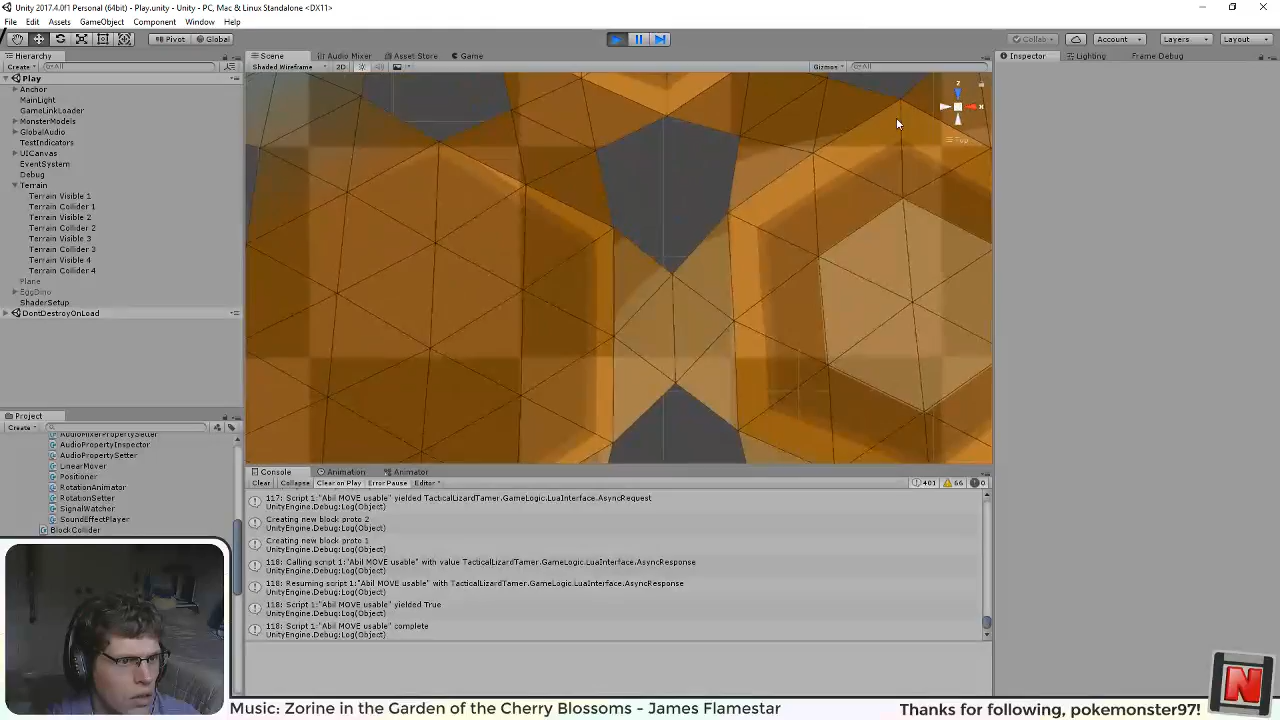 Unity 2017.4.0f1 Personal (64bit) - Play.unity - Unity - PC, Mac & Linux Standalone <DX11>
File Edit Assets GameObject Component Window Help
Pivot Global Collab Account Layers Layout
Hierarchy Scene Audio Mixer Asset Store Game Inspector Lighting Frame Debug
Create All Shaded Wireframe 2D Gizmos All
Play
Anchor
MainLight
GameLinkLoader
MonsterModels
GlobalAudio
TestIndicators
UICanvas
EventSystem
Debug
Terrain
Terrain Visible 1
Terrain Collider 1
Terrain Visible 2
Terrain Collider 2
Terrain Visible 3
Terrain Collider 3
Terrain Visible 4
Terrain Collider 4
Plane
EggDino
ShaderSetup
DontDestroyOnLoad
z
x
Top
Project
Create
AudioMixerPropertySetter
AudioPropertyInspector
AudioPropertySetter
LinearMover
Positioner
RotationAnimator
RotationSetter
SignalWatcher
SoundEffectPlayer
BlockCollider
Console Animation Animator
Clear Collapse Clear on Play Error Pause Editor 401 66 0
117: Script 1:"Abil MOVE usable" yielded TacticalLizardTamer.GameLogic.LuaInterface.AsyncRequest
UnityEngine.Debug:Log(Object)
Creating new block proto 2
UnityEngine.Debug:Log(Object)
Creating new block proto 1
UnityEngine.Debug:Log(Object)
118: Calling script 1:"Abil MOVE usable" with value TacticalLizardTamer.GameLogic.LuaInterface.AsyncResponse
UnityEngine.Debug:Log(Object)
118: Resuming script 1:"Abil MOVE usable" with TacticalLizardTamer.GameLogic.LuaInterface.AsyncResponse
UnityEngine.Debug:Log(Object)
118: Script 1:"Abil MOVE usable" yielded True
UnityEngine.Debug:Log(Object)
118: Script 1:"Abil MOVE usable" complete
UnityEngine.Debug:Log(Object)
N
Music: Zorine in the Garden of the Cherry Blossoms - James Flamestar
Thanks for following, pokemonster97!